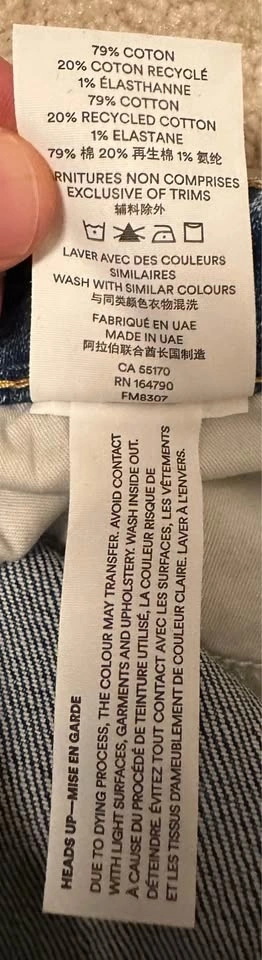 79% COTON
20% COTON RECYCLÉ
1% ÉLASTHANNE
79% COTTON
20% RECYCLED COTTON
1% ELASTANE
79% 棉 20% 再生棉 1% 氨纶
RNITURES NON COMPRISES
EXCLUSIVE OF TRIMS
辅料除外
LAVER AVEC DES COULEURS
SIMILAIRES
WASH WITH SIMILAR COLOURS
与同类颜色衣物混洗
FABRIQUÉ EN UAE
MADE IN UAE
阿拉伯联合酋长国制造
CA 55170
RN 164790
FM8307
HEADS UP—MISE EN GARDE
DUE TO DYING PROCESS, THE COLOUR MAY TRANSFER. AVOID CONTACT
WITH LIGHT SURFACES, GARMENTS AND UPHOLSTERY. WASH INSIDE OUT.
À CAUSE DU PROCÉDÉ DE TEINTURE UTILISÉ, LA COULEUR RISQUE DE
DÉTEINDRE. ÉVITEZ TOUT CONTACT AVEC LES SURFACES, LES VÊTEMENTS
ET LES TISSUS D'AMEUBLEMENT DE COULEUR CLAIRE. LAVER À L'ENVERS.